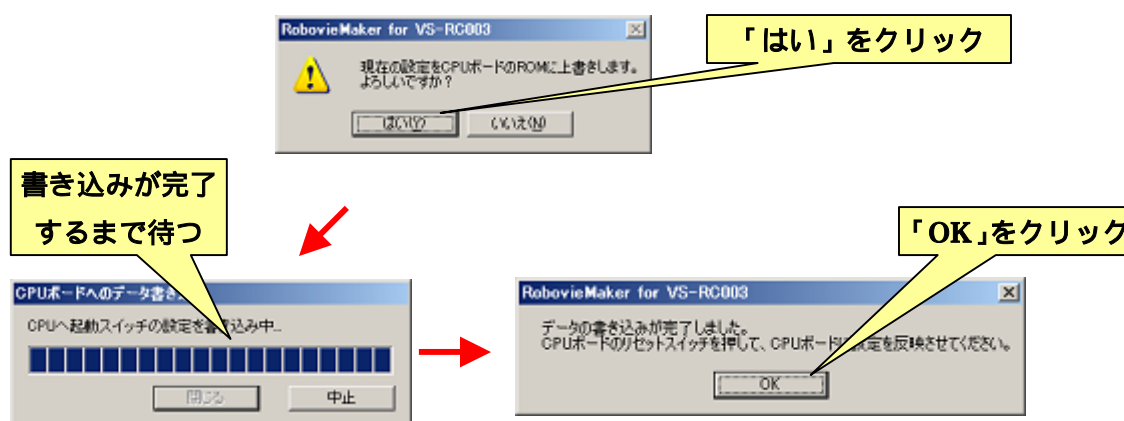 RobovieMaker for VS-RC003
「はい」をクリック
現在の設定をCPUボードのROMに上書きします。
よろしいですか?
はい(Y)
いいえ(N)
書き込みが完了
するまで待つ
「OK」をクリック
CPUボードへのデータ書き
CPUへ起動スイッチの設定を書き込み中...
閉じる
中止
RobovieMaker for VS-RC003
データの書き込みが完了しました。
CPUボードのリセットスイッチを押して、CPUボードに設定を反映させてください。
OK